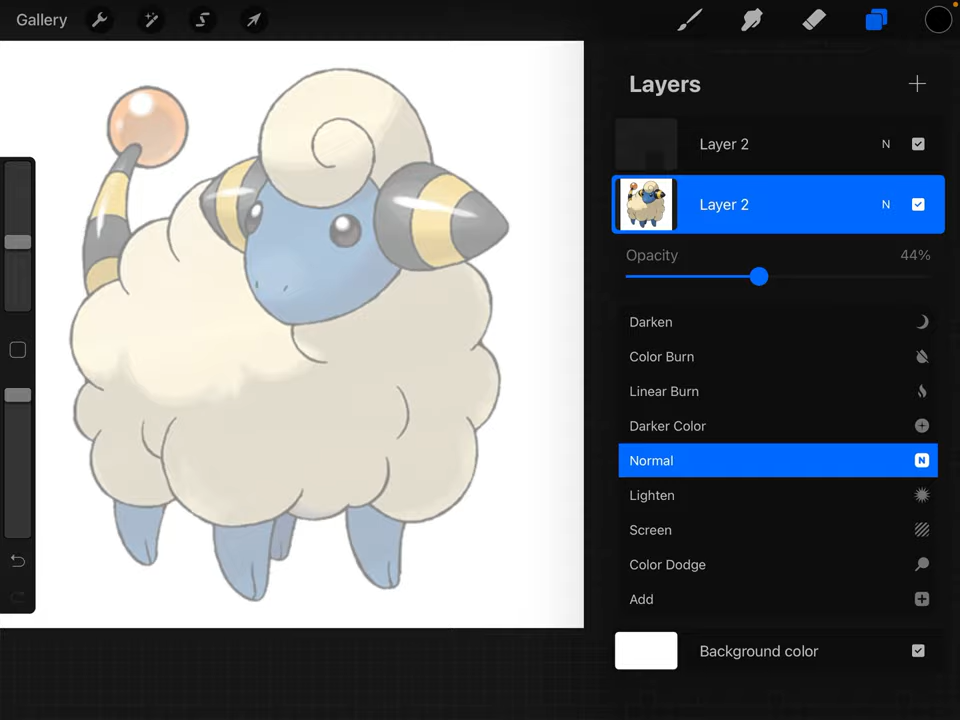 Gallery
Layers
Layer 2 N
Layer 2 N
Opacity 44%
Darken
Color Burn
Linear Burn
Darker Color
Normal N
Lighten
Screen
Color Dodge
Add
Background color